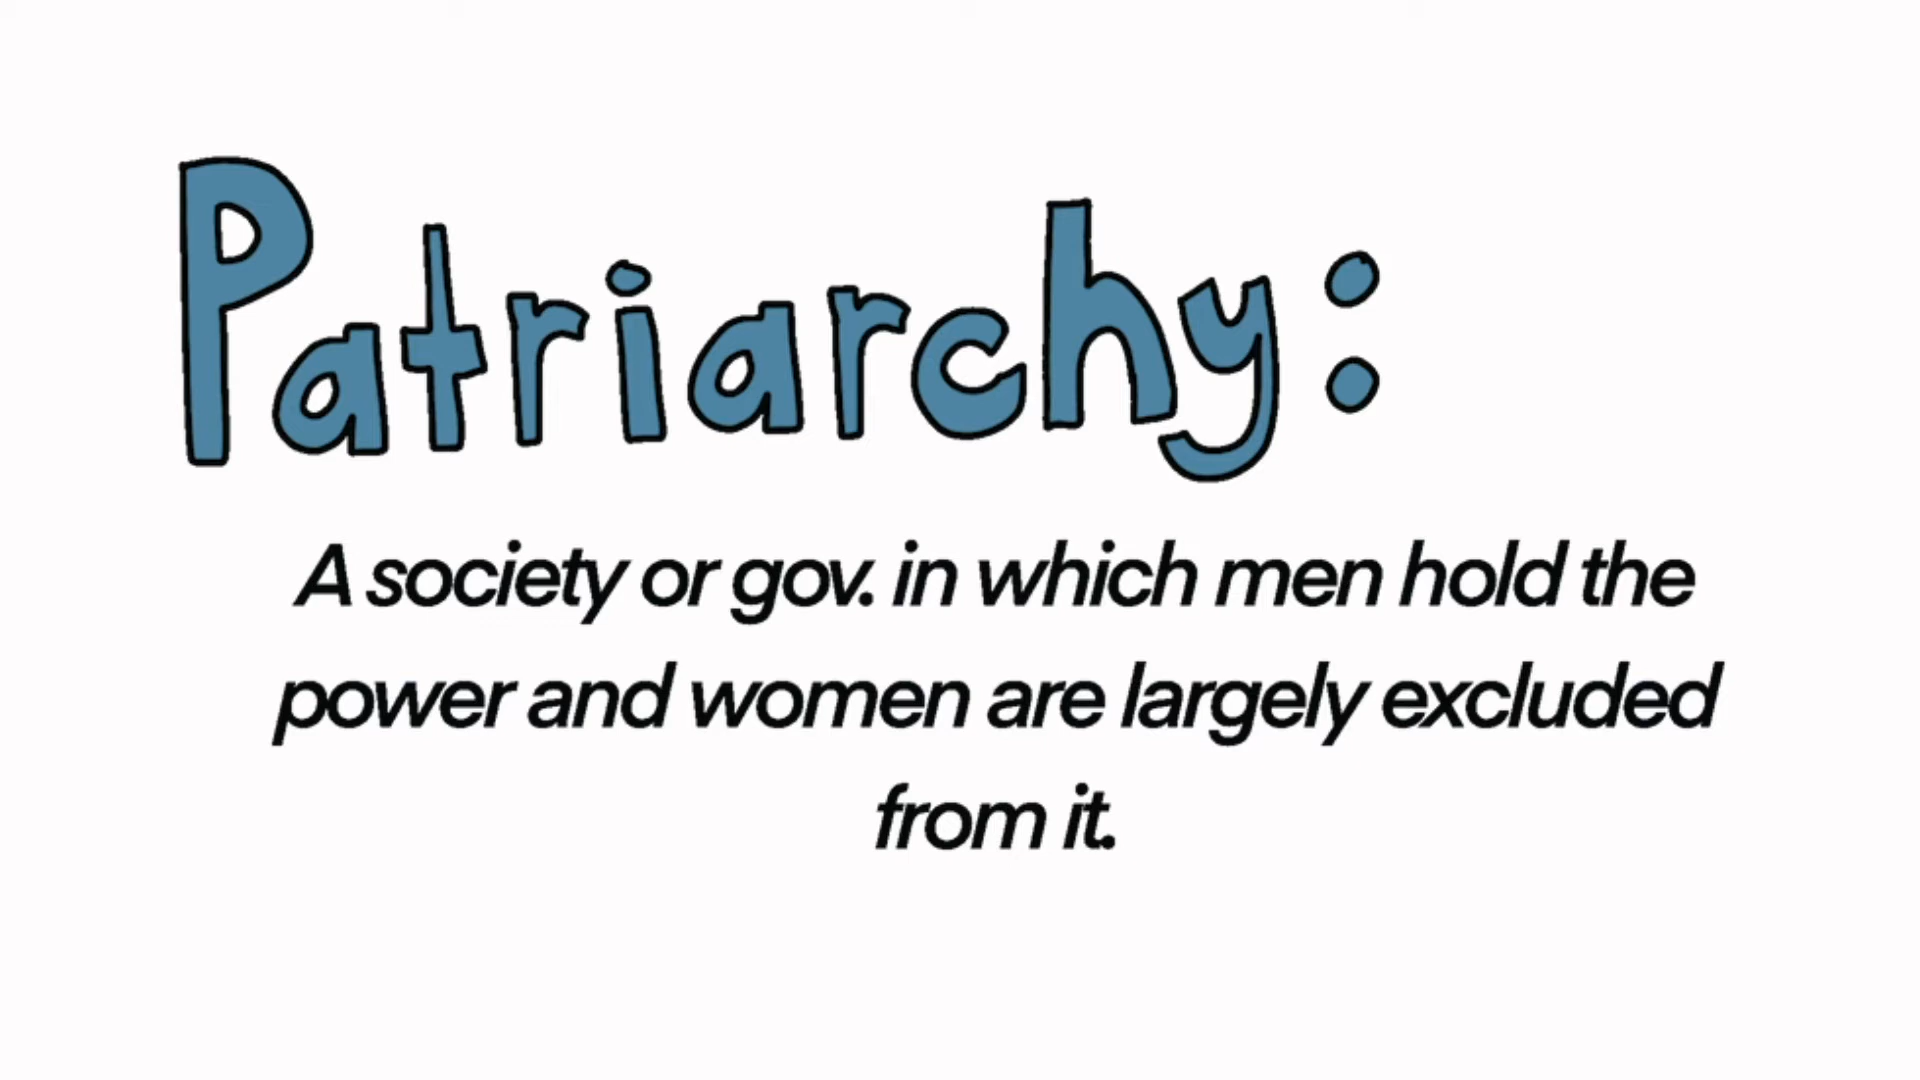 Patriarchy:
A society or gov. in which men hold the
power and women are largely excluded
from it.